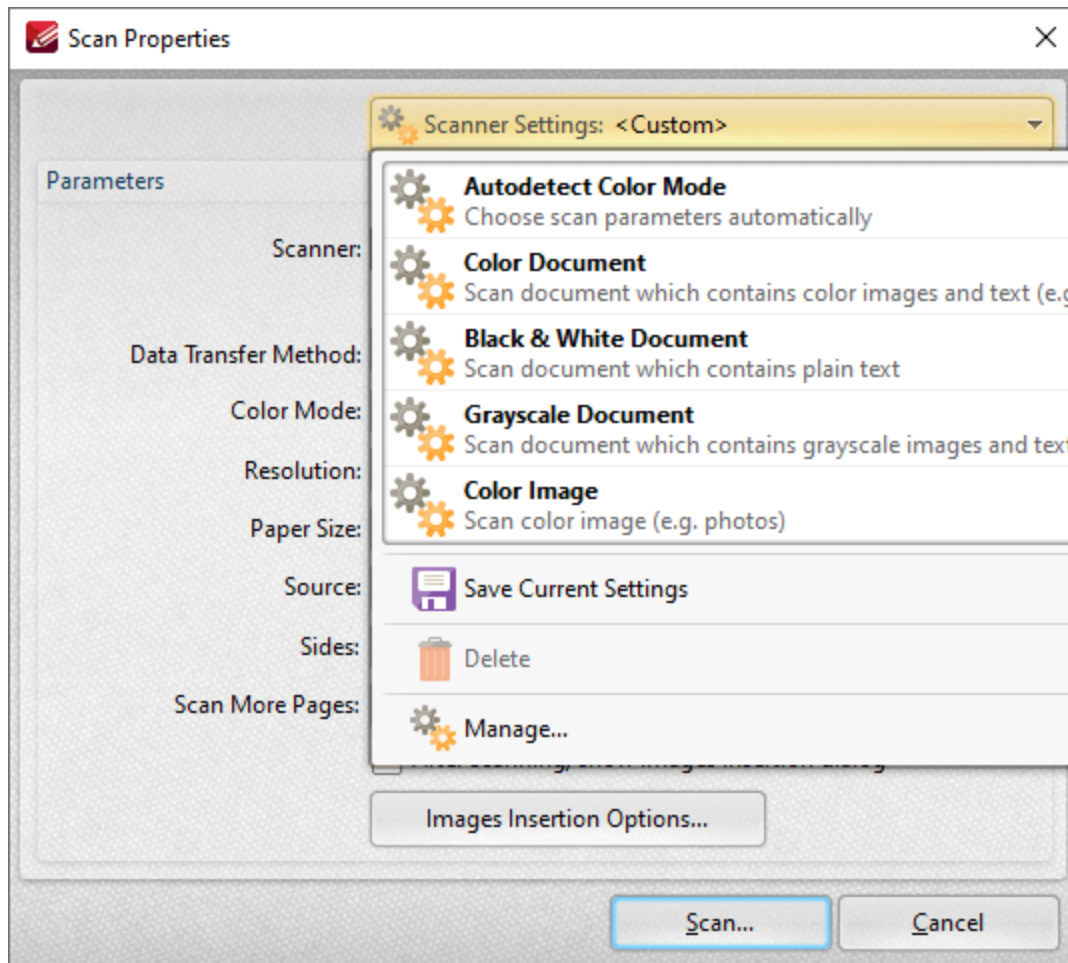 Scan Properties
Scanner Settings: <Custom>
Parameters
Autodetect Color Mode
Choose scan parameters automatically
Scanner:
Color Document
Scan document which contains color images and text (e.g
Black & White Document
Data Transfer Method:
Scan document which contains plain text
Color Mode:
Grayscale Document
Scan document which contains grayscale images and text
Resolution:
Color Image
Scan color image (e.g. photos)
Paper Size:
Source:
Save Current Settings
Sides:
Delete
Scan More Pages:
Manage...
Images Insertion Options...
Scan...
Cancel